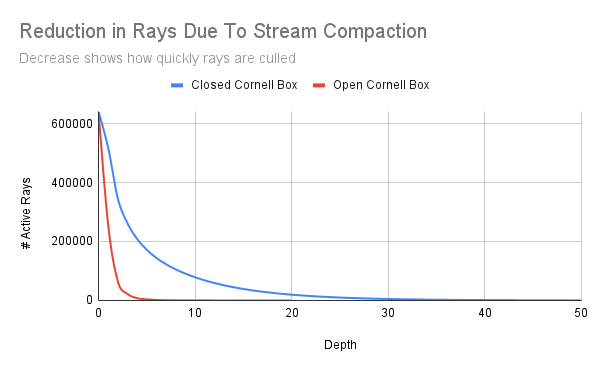 Reduction in Rays Due To Stream Compaction
Decrease shows how quickly rays are culled
Closed Cornell Box Open Cornell Box
# Active Rays
600000
400000
200000
0
0 10 20 30 40 50
Depth